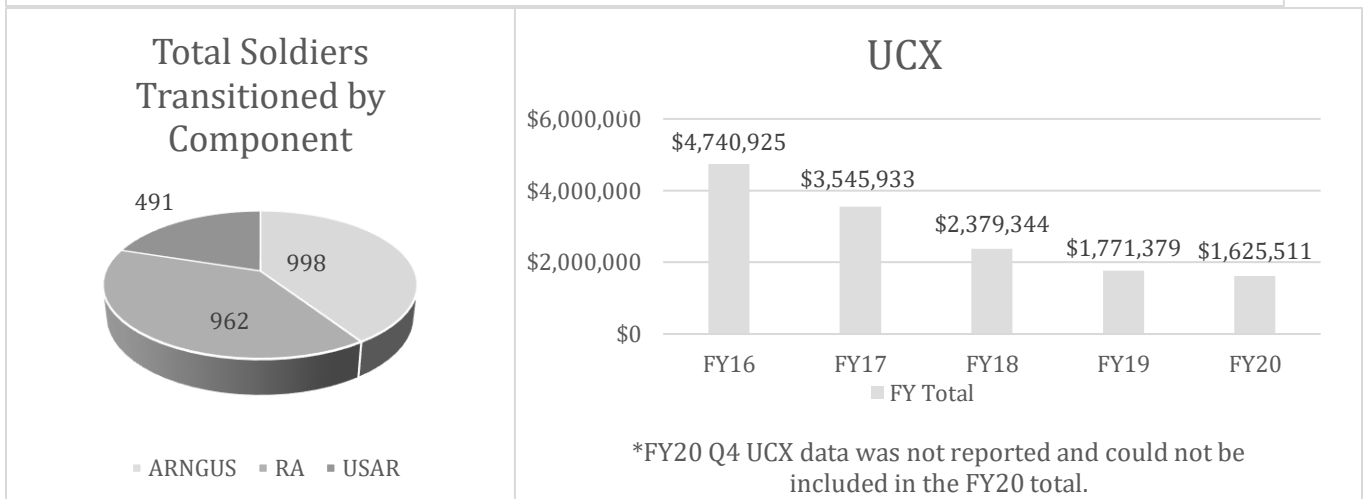 Total Soldiers
Transitioned by
Component
491
998
962
ARNGUS RA USAR
UCX
$6,000,000
$4,000,000
$2,000,000
$0
$4,740,925
$3,545,933
$2,379,344
$1,771,379
$1,625,511
FY16 FY17 FY18 FY19 FY20
FY Total
*FY20 Q4 UCX data was not reported and could not be
included in the FY20 total.